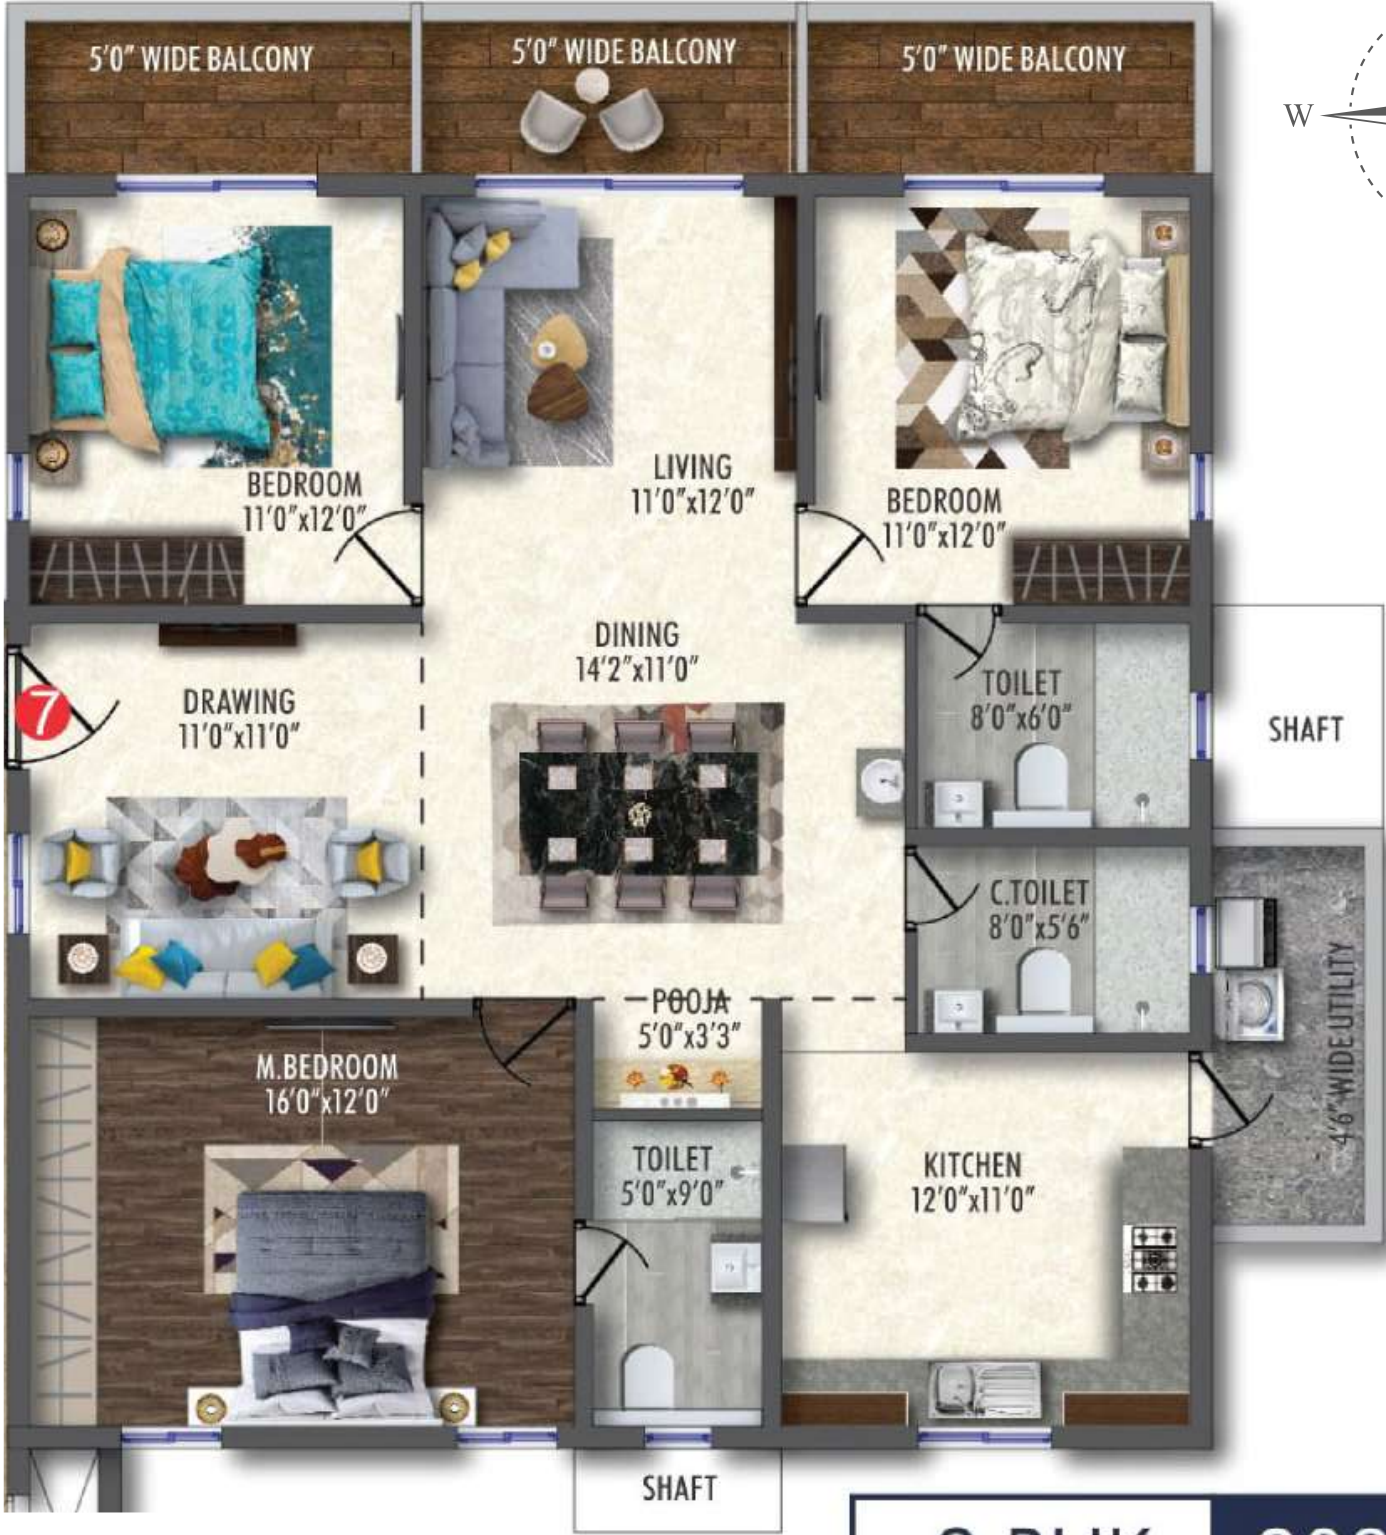 5'0" WIDE BALCONY
5'0" WIDE BALCONY
5'0" WIDE BALCONY
W
BEDROOM
11'0"x12'0"
LIVING
11'0"x12'0"
BEDROOM
11'0"x12'0"
7
DRAWING
11'0"x11'0"
DINING
14'2"x11'0"
TOILET
8'0"x6'0"
SHAFT
C.TOILET
8'0"x5'6"
4'6" WIDE UTILITY
POOJA
5'0"x3'3"
M.BEDROOM
16'0"x12'0"
TOILET
5'0"x9'0"
KITCHEN
12'0"x11'0"
SHAFT